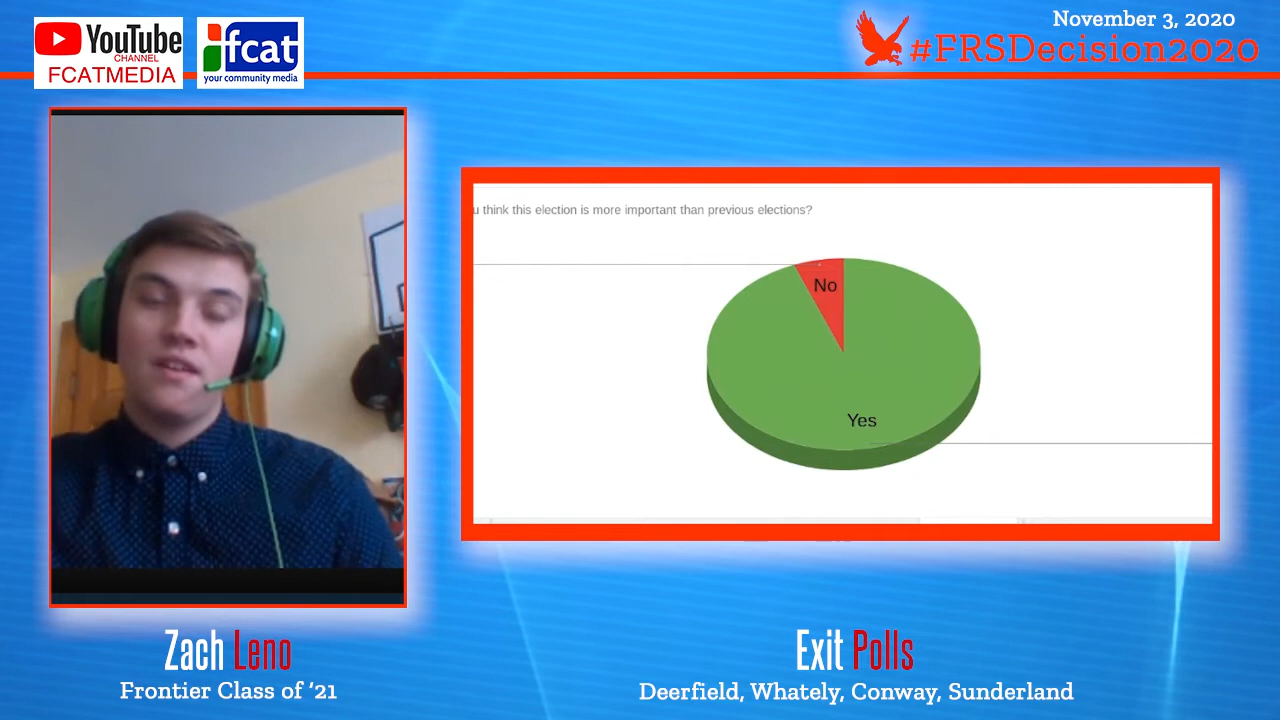 YouTube
CHANNEL
FCATMEDIA
fcat
your community media
November 3, 2020
#FRSDecision2020
u think this election is more important than previous elections?
No
Yes
Zach Leno
Frontier Class of '21
Exit Polls
Deerfield, Whately, Conway, Sunderland